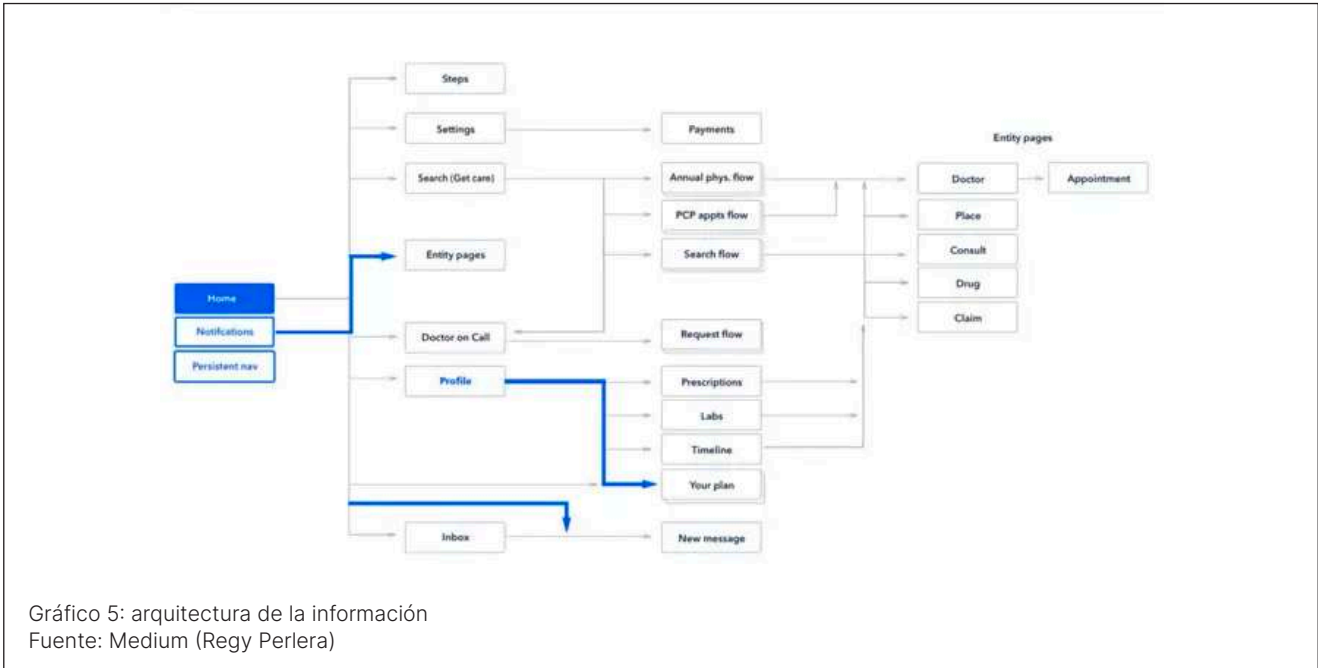 Steps
Settings
Payments
Entity pages
Search (Get care)
Annual phys. flow
Doctor
Appointment
PCP appts flow
Place
Entity pages
Search flow
Consult
Home
Drug
Notifcations
Doctor on Call
Request flow
Claim
Persistent nav
Profile
Prescriptions
Labs
Timeline
Your plan
Inbox
New message
Gráfico 5: arquitectura de la información
Fuente: Medium (Regy Perlera)